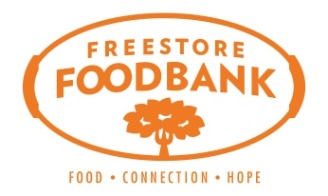 FREESTORE
FOODBANK
FOOD • CONNECTION • HOPE